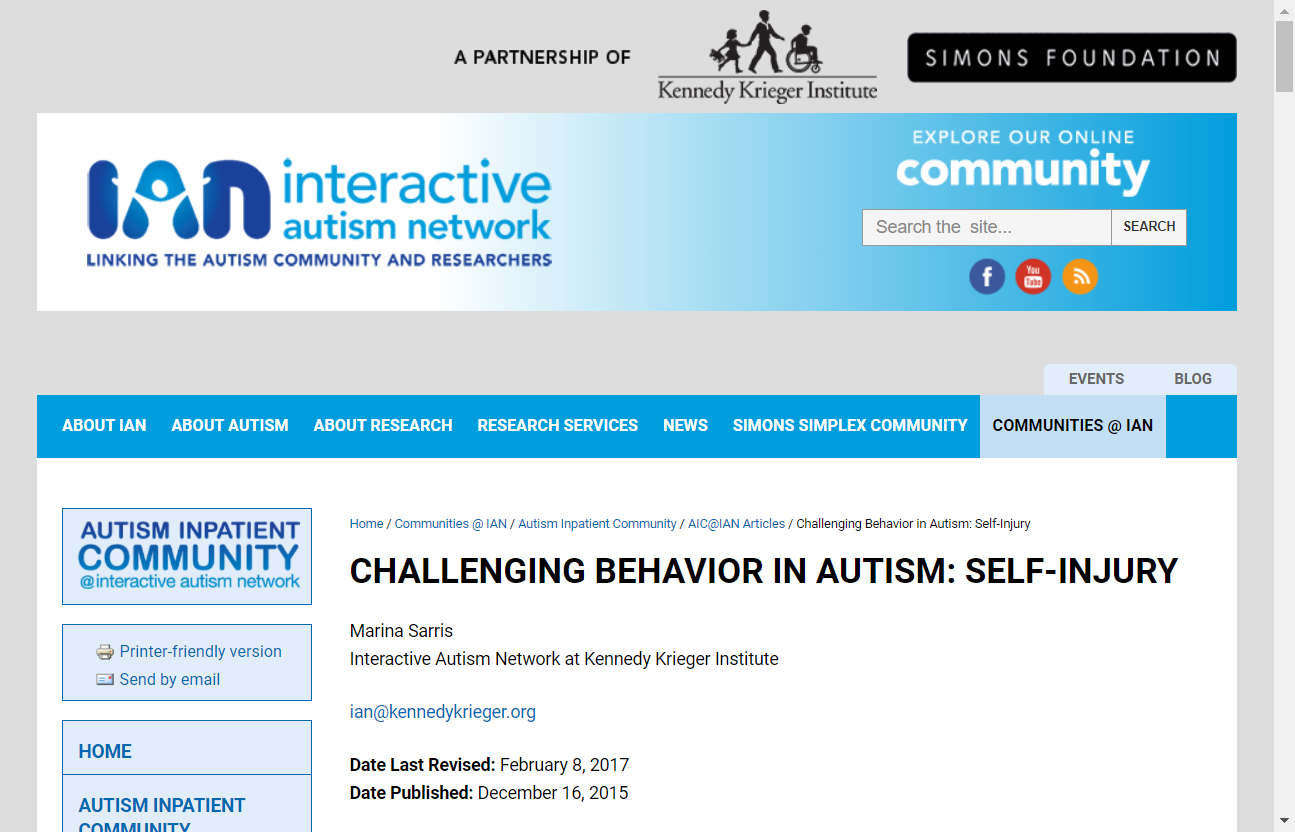 A PARTNERSHIP OF
Kennedy Krieger Institute
SIMONS FOUNDATION
IAN interactive
autism network
LINKING THE AUTISM COMMUNITY AND RESEARCHERS
EXPLORE OUR ONLINE
community
Search the site...
SEARCH
f
You
Tube
EVENTS
BLOG
ABOUT IAN
ABOUT AUTISM
ABOUT RESEARCH
RESEARCH SERVICES
NEWS
SIMONS SIMPLEX COMMUNITY
COMMUNITIES @ IAN
AUTISM INPATIENT
COMMUNITY
@interactive autism network
Printer-friendly version
Send by email
HOME
AUTISM INPATIENT
COMMUNITY
Home / Communities @ IAN / Autism Inpatient Community / AIC@IAN Articles / Challenging Behavior in Autism: Self-Injury
CHALLENGING BEHAVIOR IN AUTISM: SELF-INJURY
Marina Sarris
Interactive Autism Network at Kennedy Krieger Institute
ian@kennedykrieger.org
Date Last Revised: February 8, 2017
Date Published: December 16, 2015